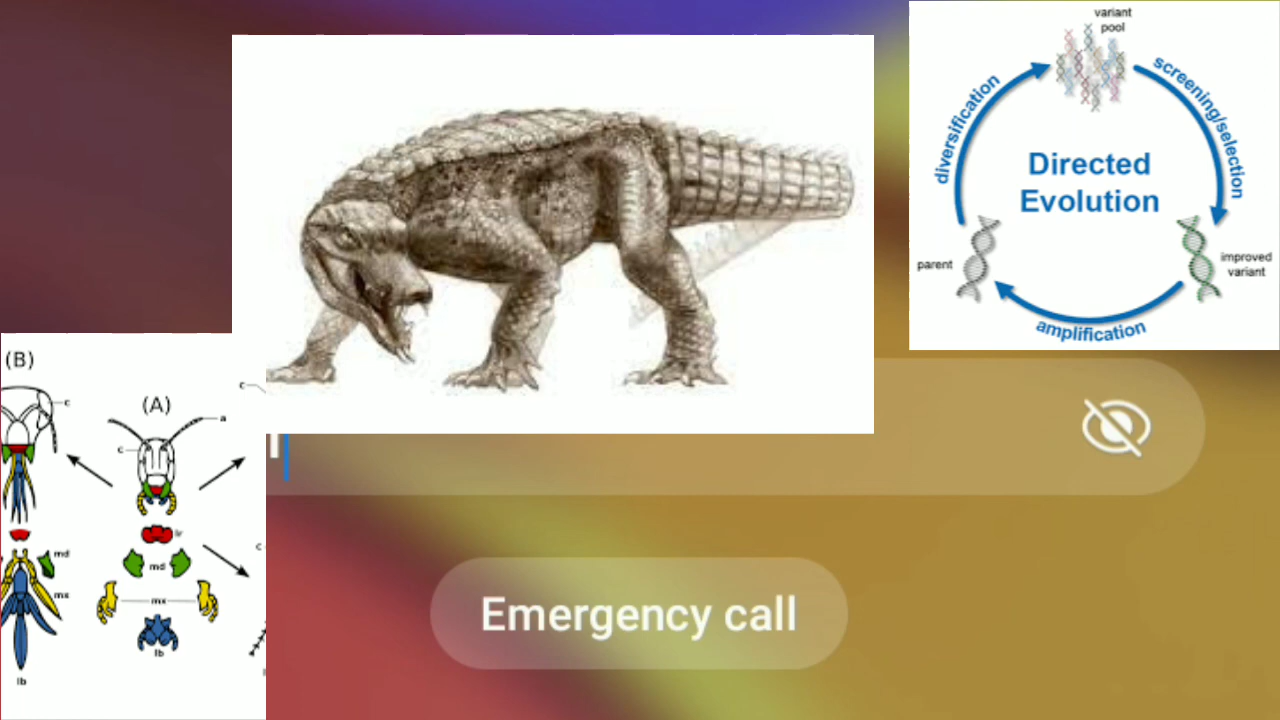 variant
pool
diversification
screening/selection
Directed
Evolution
parent
improved
variant
amplification
(B)
c
c
(A)
a
c
lr
md
md
c
mx
mx
lb
lb
Emergency call